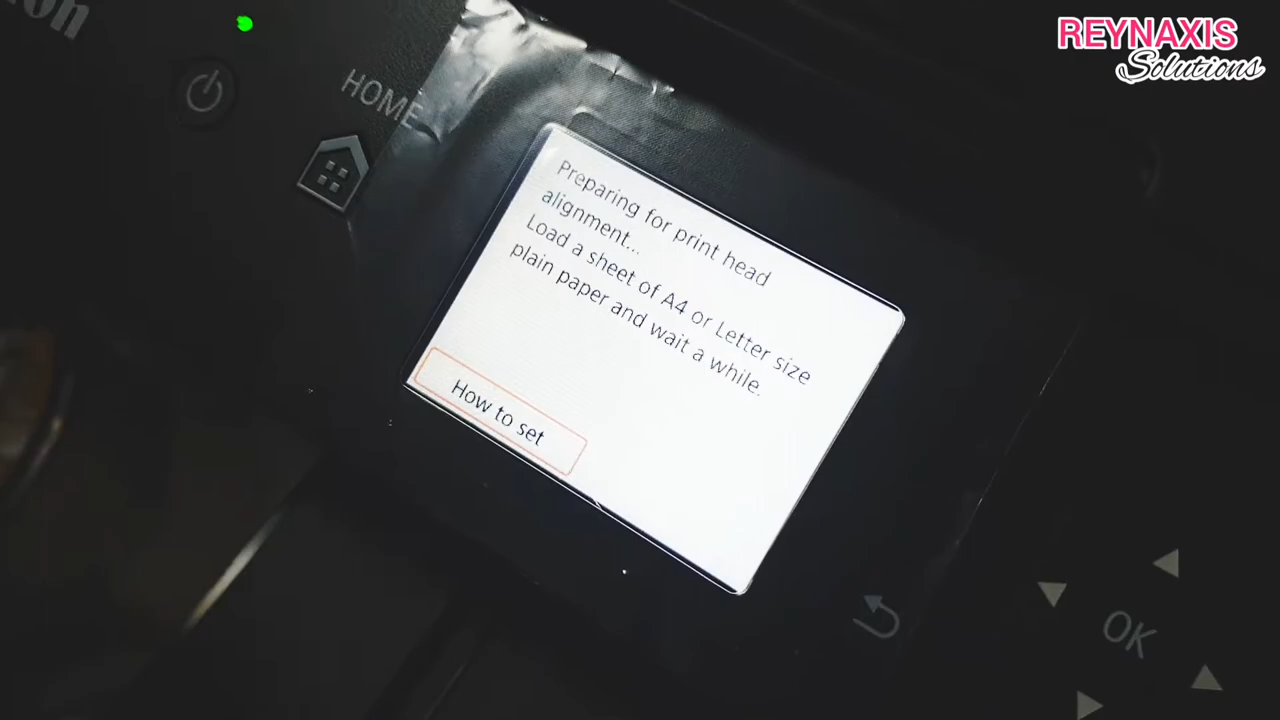 REYNAXIS
Solutions
HOME
Preparing for print head
alignment...
Load a sheet of A4 or Letter size
plain paper and wait a while.
How to set
OK